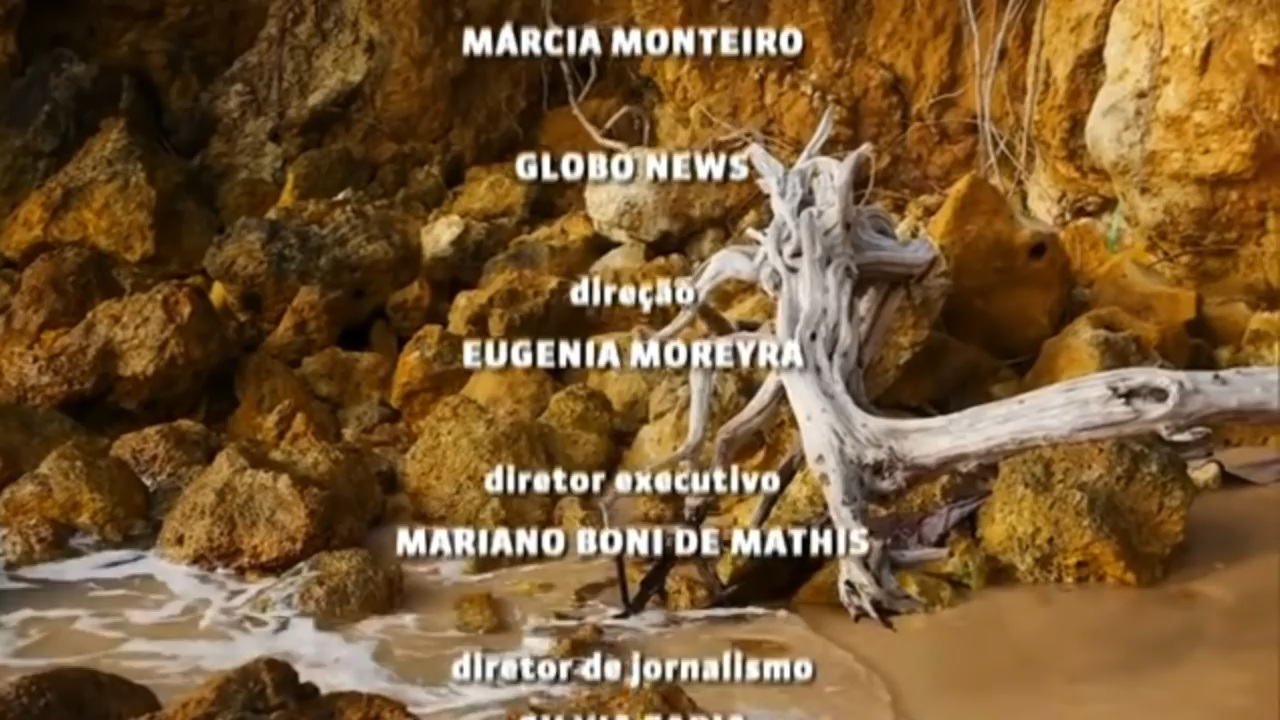 MÁRCIA MONTEIRO
GLOBO NEWS
direção
EUGENIA MOREYRA
diretor executivo
MARIANO BONI DE MATHIS
diretor de jornalismo